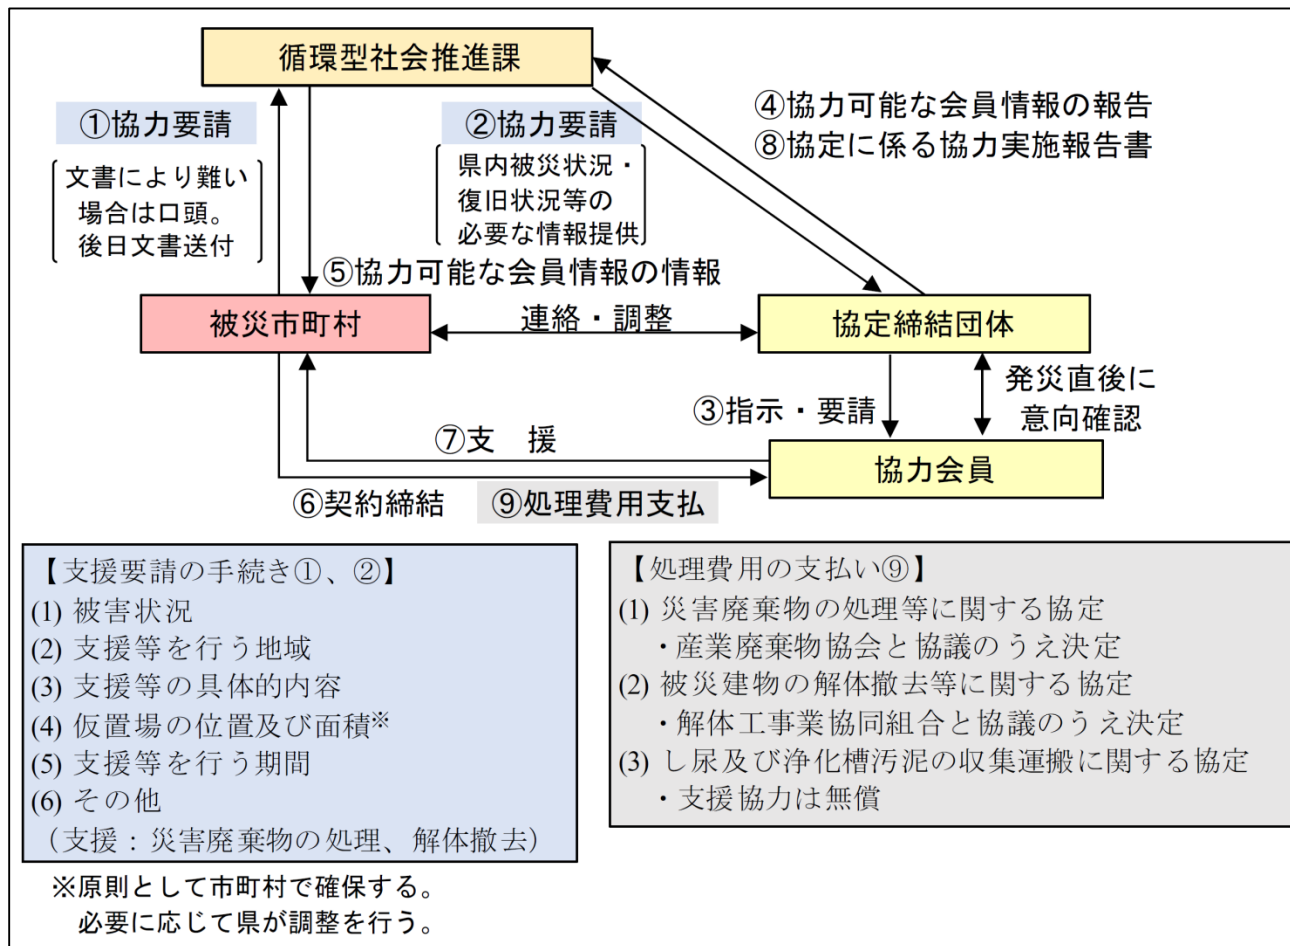 循環型社会推進課
①協力要請
文書により難い
場合は口頭。
後日文書送付
②協力要請
県内被災状況・
復旧状況等の
必要な情報提供
④協力可能な会員情報の報告
⑧協定に係る協力実施報告書
⑤協力可能な会員情報の情報
被災市町村
連絡・調整
協定締結団体
③指示・要請
発災直後に
意向確認
⑦支　援
協力会員
⑥契約締結
⑨処理費用支払
【支援要請の手続き①、②】
(1) 被害状況
(2) 支援等を行う地域
(3) 支援等の具体的内容
(4) 仮置場の位置及び面積※
(5) 支援等を行う期間
(6) その他
（支援：災害廃棄物の処理、解体撤去）
※原則として市町村で確保する。
必要に応じて県が調整を行う。
【処理費用の支払い⑨】
(1) 災害廃棄物の処理等に関する協定
・産業廃棄物協会と協議のうえ決定
(2) 被災建物の解体撤去等に関する協定
・解体工事業協同組合と協議のうえ決定
(3) し尿及び浄化槽汚泥の収集運搬に関する協定
・支援協力は無償